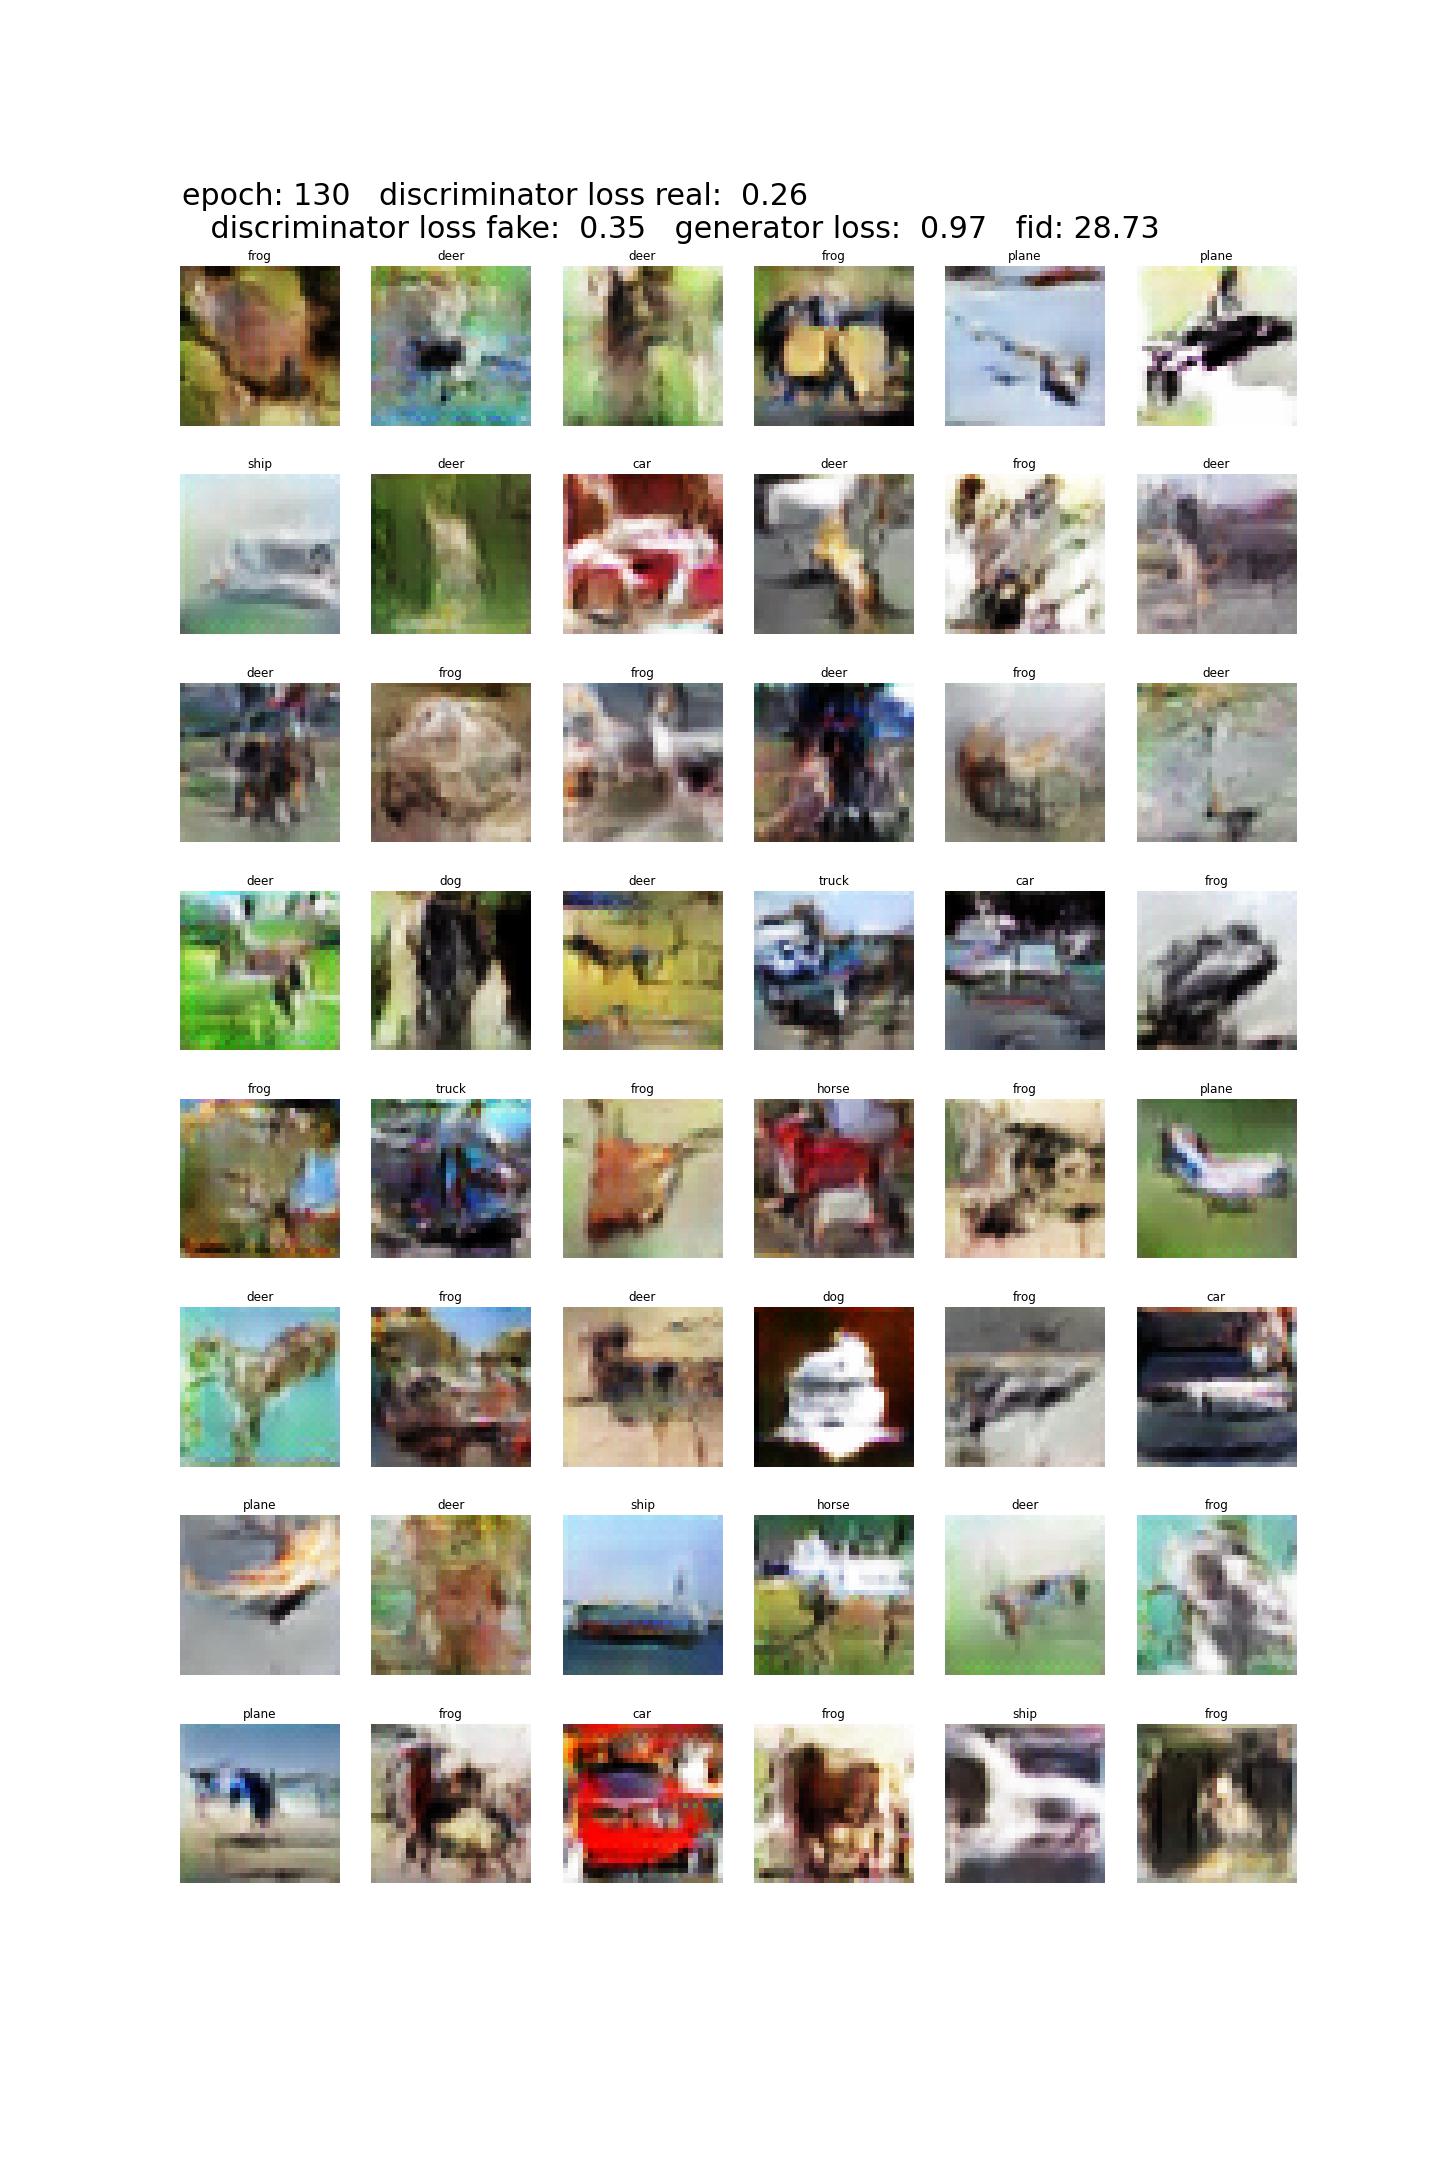 epoch: 130 discriminator loss real: 0.26
discriminator loss fake: 0.35 generator loss: 0.97 fid: 28.73
frog deer deer frog plane plane
ship deer car deer frog deer
deer frog frog deer frog deer
deer dog deer truck car frog
frog truck frog horse frog plane
deer frog deer dog frog car
plane deer ship horse deer frog
plane frog car frog ship frog